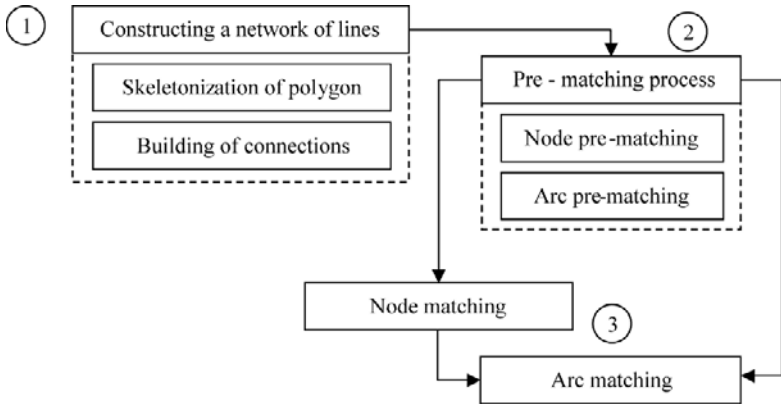 1
Constructing a network of lines
Skeletonization of polygon
Building of connections
2
Pre - matching process
Node pre-matching
Arc pre-matching
Node matching
3
Arc matching